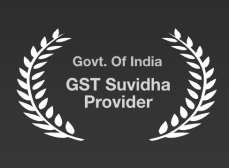 Govt. Of India
GST Suvidha
Provider